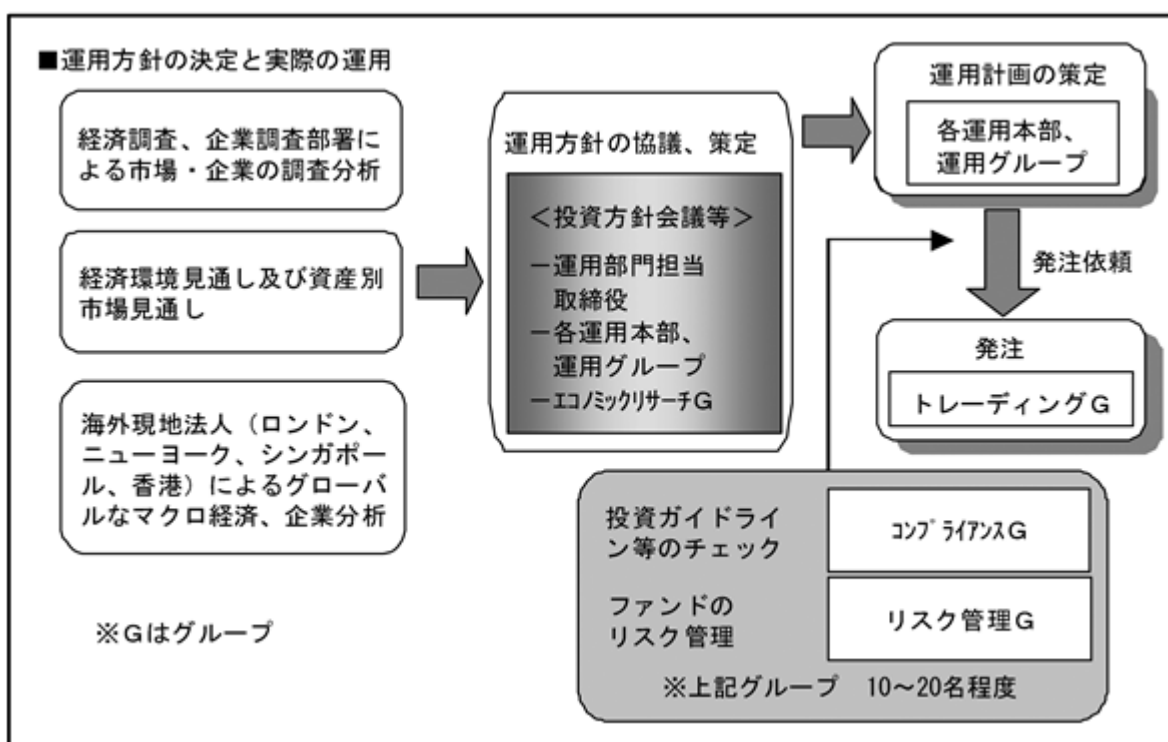 ■運用方針の決定と実際の運用
経済調査、企業調査部署に
よる市場・企業の調査分析
経済環境見通し及び資産別
市場見通し
海外現地法人（ロンドン、
ニューヨーク、シンガポー
ル、香港）によるグローバ
ルなマクロ経済、企業分析
※Ｇはグループ
運用方針の協議、策定
＜投資方針会議等＞
－運用部門担当
取締役
－各運用本部、
運用グループ
－ｴｺﾉﾐｯｸﾘｻｰﾁＧ
運用計画の策定
各運用本部、
運用グループ
発注依頼
発注
トレーディングＧ
投資ガイドライ
ン等のチェック
ｺﾝﾌﾟﾗｲｱﾝｽＧ
ファンドの
リスク管理
リスク管理Ｇ
※上記グループ　10～20名程度